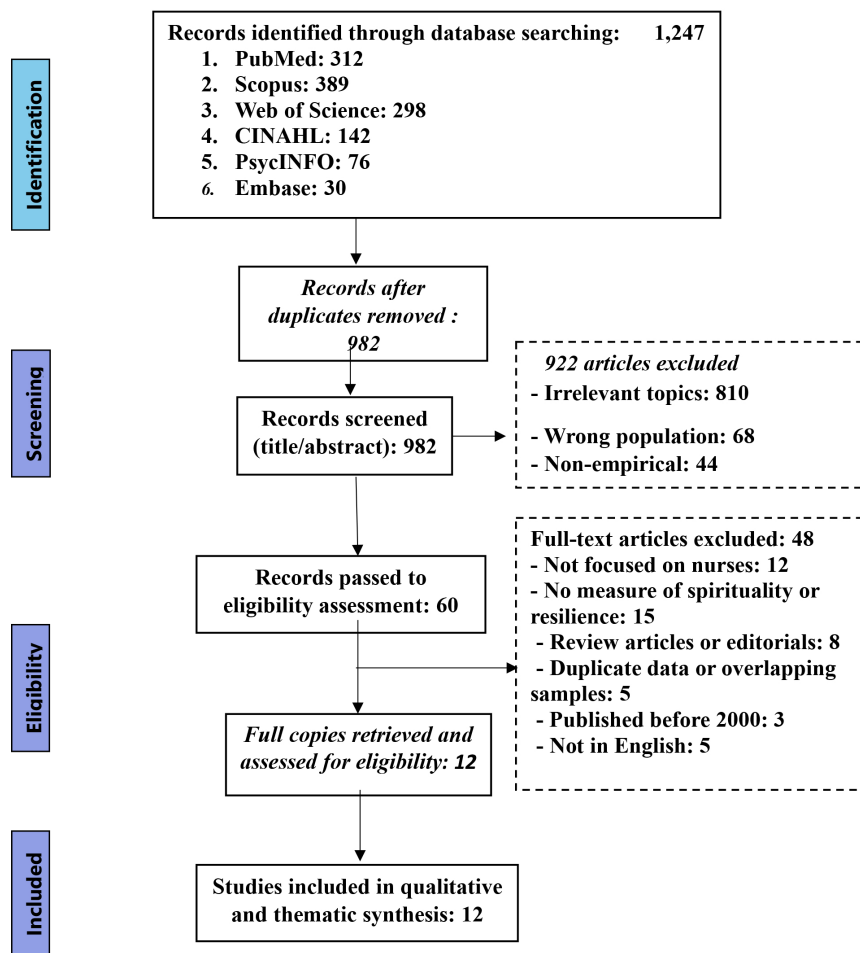 Records identified through database searching: 1,247
1. PubMed: 312
2. Scopus: 389
3. Web of Science: 298
4. CINAHL: 142
5. PsycINFO: 76
6. Embase: 30
Identification
Records after
duplicates removed :
982
Screening
Records screened
(title/abstract): 982
922 articles excluded
- Irrelevant topics: 810
- Wrong population: 68
- Non-empirical: 44
Records passed to
eligibility assessment: 60
Full-text articles excluded: 48
- Not focused on nurses: 12
- No measure of spirituality or
resilience: 15
- Review articles or editorials: 8
- Duplicate data or overlapping
samples: 5
- Published before 2000: 3
- Not in English: 5
Eligibility
Full copies retrieved and
assessed for eligibility: 12
Included
Studies included in qualitative
and thematic synthesis: 12